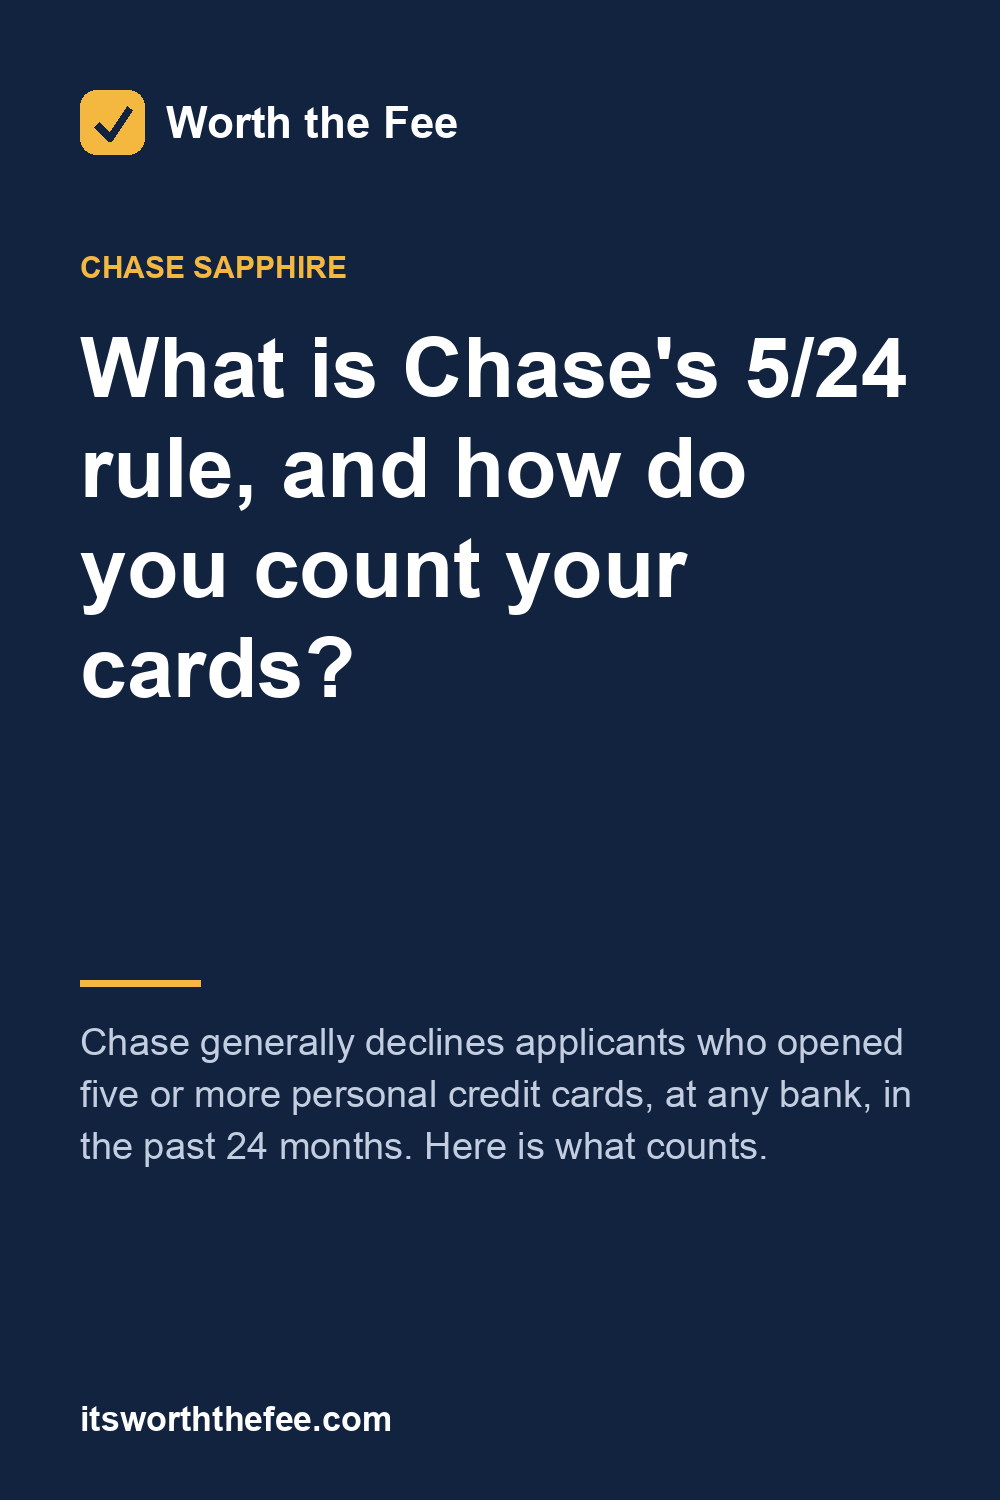 Worth the Fee
CHASE SAPPHIRE
What is Chase's 5/24
rule, and how do
you count your
cards?
Chase generally declines applicants who opened
five or more personal credit cards, at any bank, in
the past 24 months. Here is what counts.
itsworththefee.com